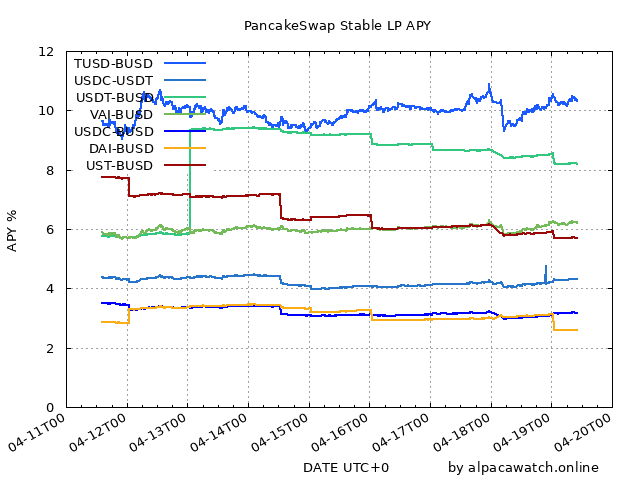 PancakeSwap Stable LP APY
12
10
8
6
4
2
0
APY %
TUSD-BUSD
USDC-USDT
USDT-BUSD
VAI-BUSD
USDC-BUSD
DAI-BUSD
UST-BUSD
04-11T00
04-12T00
04-13T00
04-14T00
04-15T00
04-16T00
04-17T00
04-18T00
04-19T00
04-20T00
DATE UTC+0
by alpacawatch.online